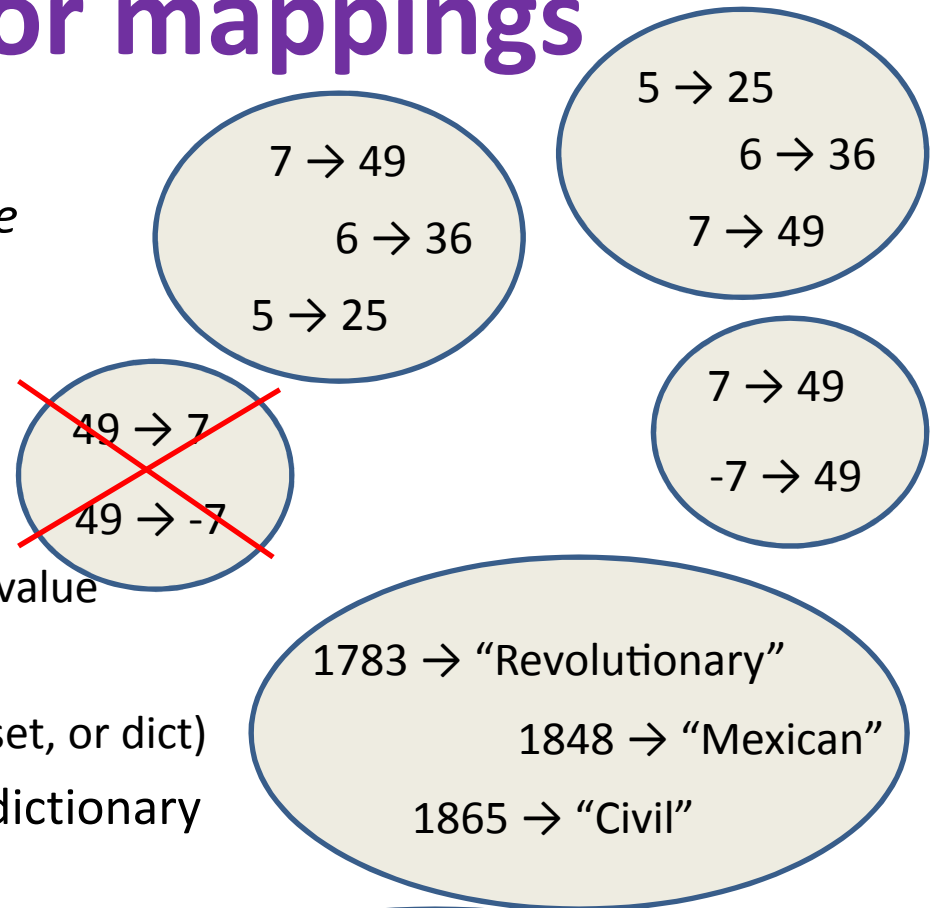 or mappings
5 → 25
6 → 36
7 → 49
7 → 49
6 → 36
5 → 25
e
7 → 49
-7 → 49
49 → 7
49 → -7
value
1783 → “Revolutionary”
1848 → “Mexican”
1865 → “Civil”
set, or dict)
dictionary